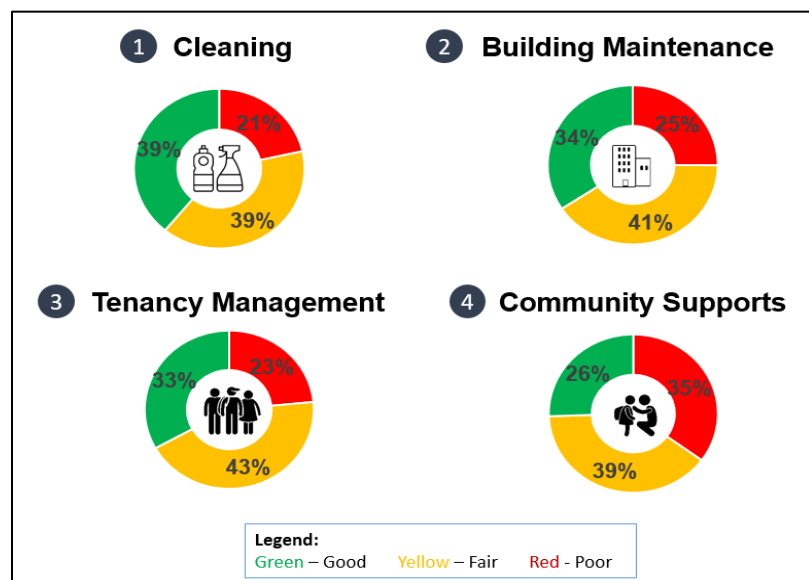 1 Cleaning
2 Building Maintenance
21%
39%
39%
25%
34%
41%
3 Tenancy Management
4 Community Supports
23%
33%
43%
35%
26%
39%
Legend:
Green – Good Yellow – Fair Red - Poor